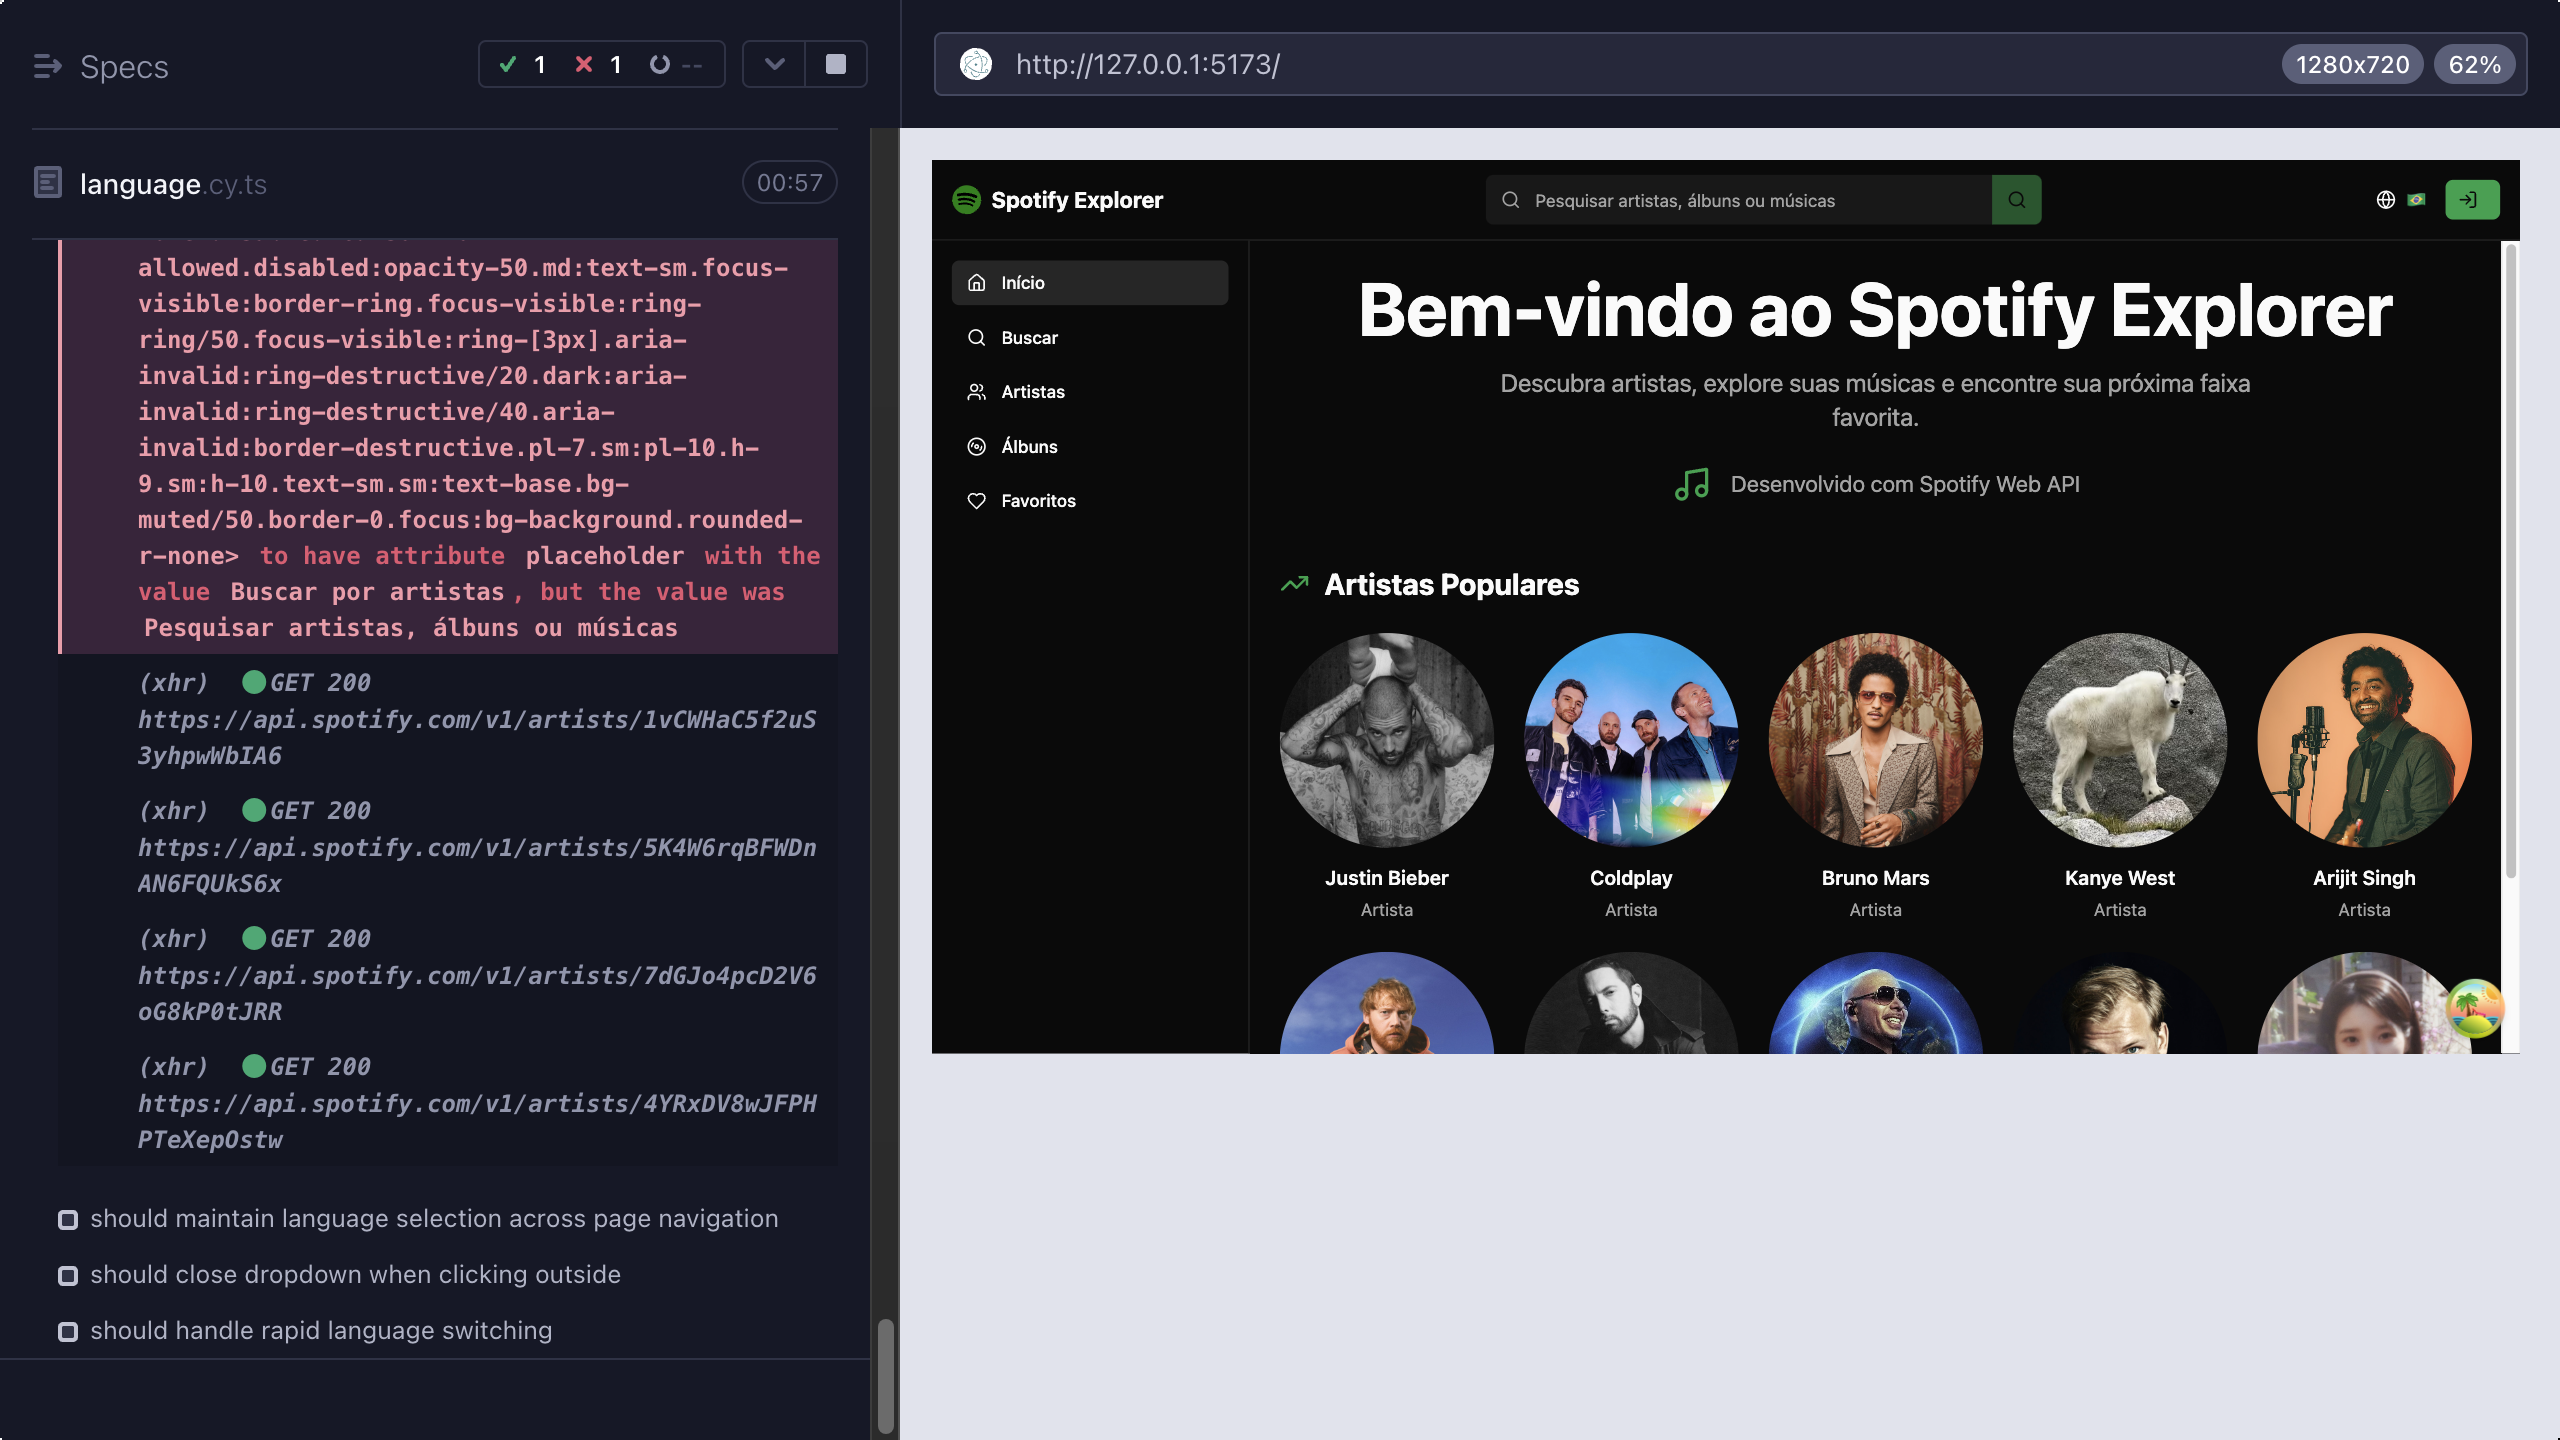 Specs
1
1
--
language.cy.ts
00:57
allowed.disabled:opacity-50.md:text-sm.focus-
visible:border-ring.focus-visible:ring-
ring/50.focus-visible:ring-[3px].aria-
invalid:ring-destructive/20.dark:aria-
invalid:ring-destructive/40.aria-
invalid:border-destructive.pl-7.sm:pl-10.h-
9.sm:h-10.text-sm.sm:text-base.bg-
muted/50.border-0.focus:bg-background.rounded-
r-none> to have attribute placeholder with the
value Buscar por artistas, but the value was
Pesquisar artistas, álbuns ou músicas
(xhr) GET 200
https://api.spotify.com/v1/artists/1vCWHaC5f2uS
3yhpwWbIA6
(xhr) GET 200
https://api.spotify.com/v1/artists/5K4W6rqBFWDn
AN6FQUkS6x
(xhr) GET 200
https://api.spotify.com/v1/artists/7dGJo4pcD2V6
oG8kP0tJRR
(xhr) GET 200
https://api.spotify.com/v1/artists/4YRxDV8wJFPH
PTeXepOstw
should maintain language selection across page navigation
should close dropdown when clicking outside
should handle rapid language switching
http://127.0.0.1:5173/
1280x720
62%
Spotify Explorer
Pesquisar artistas, álbuns ou músicas
Início
Buscar
Artistas
Álbuns
Favoritos
Bem-vindo ao Spotify Explorer
Descubra artistas, explore suas músicas e encontre sua próxima faixa
favorita.
Desenvolvido com Spotify Web API
Artistas Populares
Justin Bieber
Artista
Coldplay
Artista
Bruno Mars
Artista
Kanye West
Artista
Arijit Singh
Artista